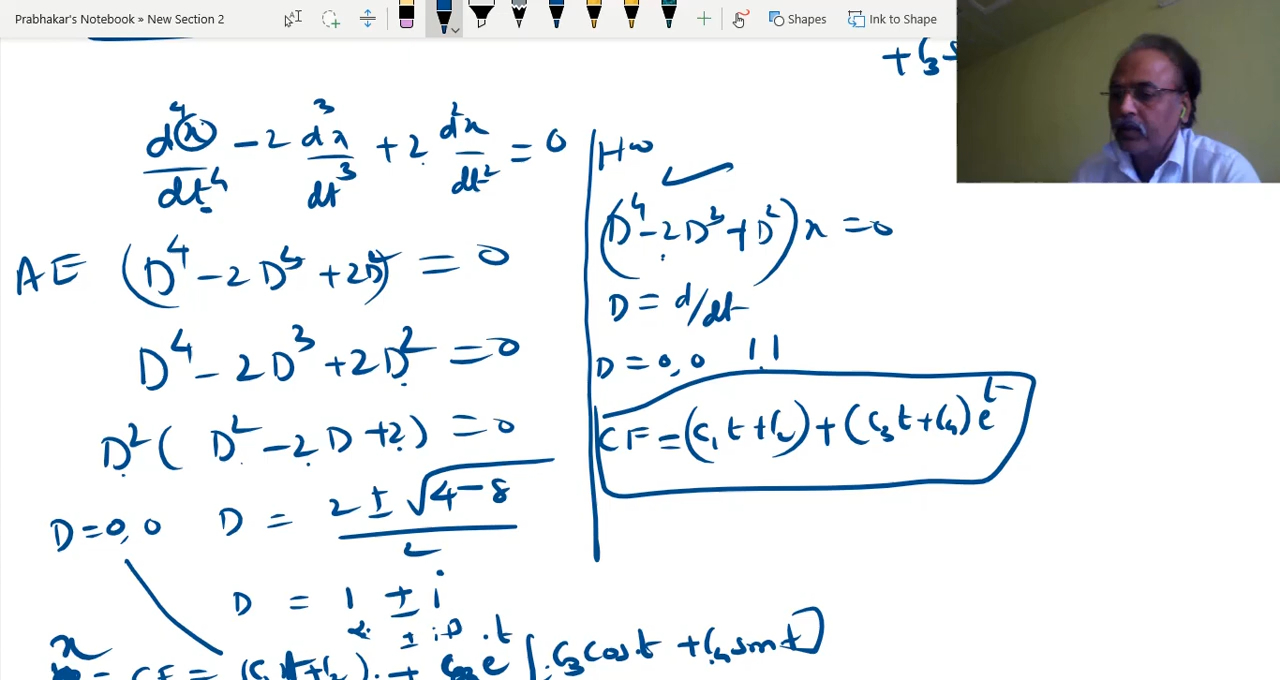 Prabhakar's Notebook » New Section 2
Shapes
Ink to Shape
+ C₃
d⁴x/dt⁴ - 2 d³x/dt³ + 2 d²x/dt² = 0
AE (D⁴ - 2D³ + 2D²) = 0
D⁴ - 2D³ + 2D² = 0
D² ( D² - 2D + 2 ) = 0
D = 0, 0 D = 2 ± √4-8 / 2
D = 1 ± i
x = CF = (C₁t + C₂) + e^t [C₃ cos t + C₄ sin t]
HW
(D⁴ - 2D³ + D²) x = 0
D = d/dt
D = 0, 0 1, 1
CF = (C₁t + C₂) + (C₃t + C₄) e^t